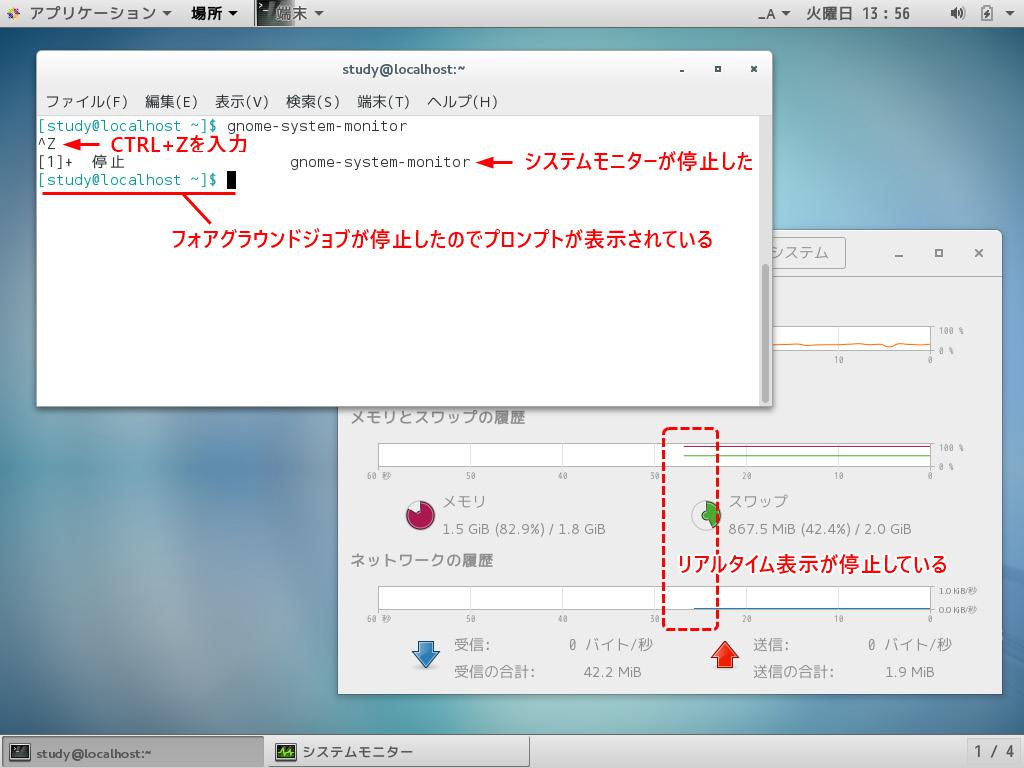 アプリケーション 場所 端末 _A 火曜日 13：56
study@localhost:~
ファイル(F) 編集(E) 表示(V) 検索(S) 端末(T) ヘルプ(H)
[study@localhost ~]$ gnome-system-monitor
^Z CTRL+Zを入力
[1]+ 停止 gnome-system-monitor システムモニターが停止した
[study@localhost ~]$
フォアグラウンドジョブが停止したのでプロンプトが表示されている
システム
100 %
0 %
10 0
メモリとスワップの履歴
100 %
0 %
60 秒 50 40 30 20 10 0
メモリ スワップ
1.5 GiB (82.9%) / 1.8 GiB 867.5 MiB (42.4%) / 2.0 GiB
ネットワークの履歴 リアルタイム表示が停止している
1.0 KiB/秒
0.0 KiB/秒
60 秒 50 40 30 20 10 0
受信: 0 バイト/秒 送信: 0 バイト/秒
受信の合計: 42.2 MiB 送信の合計: 1.9 MiB
study@localhost:~ システムモニター 1 / 4